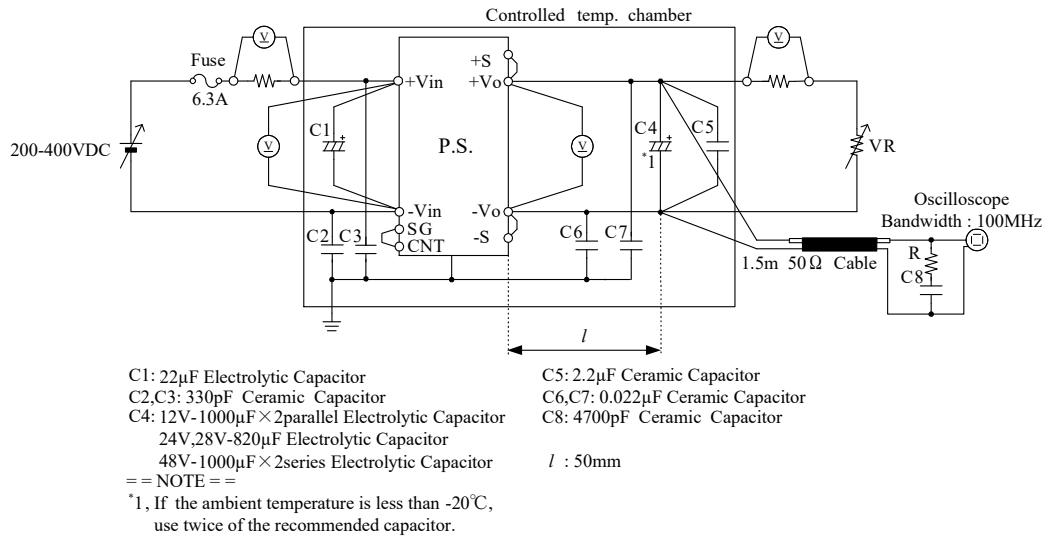 Controlled temp. chamber
V
V
Fuse
6.3A
+S
+Vin
+Vo
C1
C4
C5
200-400VDC
V
P.S.
V
*1
VR
-Vin
-Vo
Oscilloscope
Bandwidth : 100MHz
C2
C3
SG
CNT
-S
C6
C7
1.5m 50Ω Cable
R
C8
l
C1: 22µF Electrolytic Capacitor
C2,C3: 330pF Ceramic Capacitor
C4: 12V-1000µF×2parallel Electrolytic Capacitor
24V,28V-820µF Electrolytic Capacitor
48V-1000µF×2series Electrolytic Capacitor
= = NOTE = =
*1, If the ambient temperature is less than -20℃,
use twice of the recommended capacitor.
C5: 2.2µF Ceramic Capacitor
C6,C7: 0.022µF Ceramic Capacitor
C8: 4700pF Ceramic Capacitor
l : 50mm